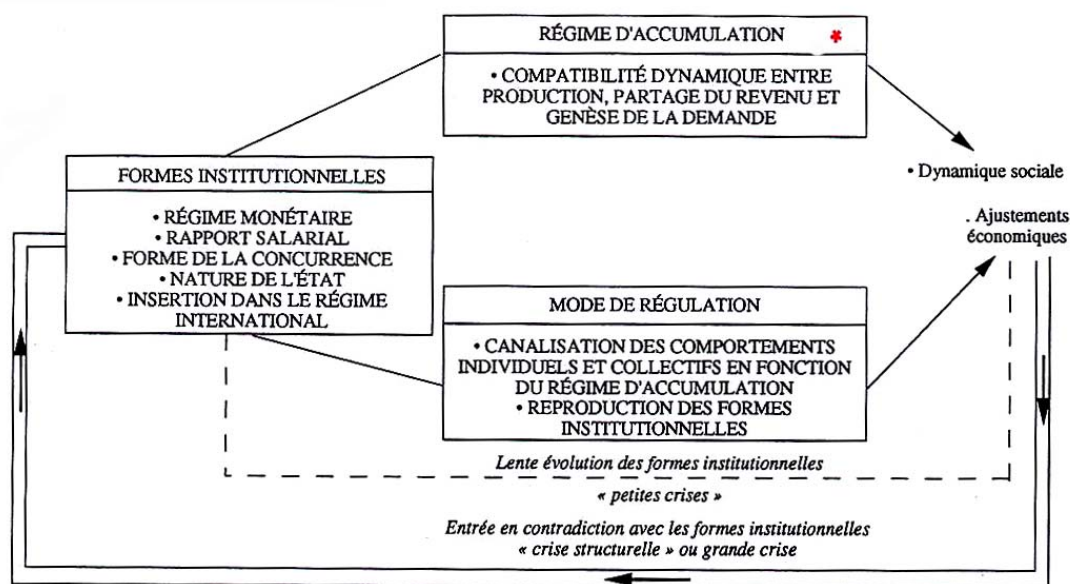 RÉGIME D'ACCUMULATION *
• COMPATIBILITÉ DYNAMIQUE ENTRE
PRODUCTION, PARTAGE DU REVENU ET
GENÈSE DE LA DEMANDE
FORMES INSTITUTIONNELLES
• RÉGIME MONÉTAIRE
• RAPPORT SALARIAL
• FORME DE LA CONCURRENCE
• NATURE DE L'ÉTAT
• INSERTION DANS LE RÉGIME
INTERNATIONAL
• Dynamique sociale
. Ajustements
économiques
MODE DE RÉGULATION
• CANALISATION DES COMPORTEMENTS
INDIVIDUELS ET COLLECTIFS EN FONCTION
DU RÉGIME D'ACCUMULATION
• REPRODUCTION DES FORMES
INSTITUTIONNELLES
Lente évolution des formes institutionnelles
« petites crises »
Entrée en contradiction avec les formes institutionnelles
« crise structurelle » ou grande crise